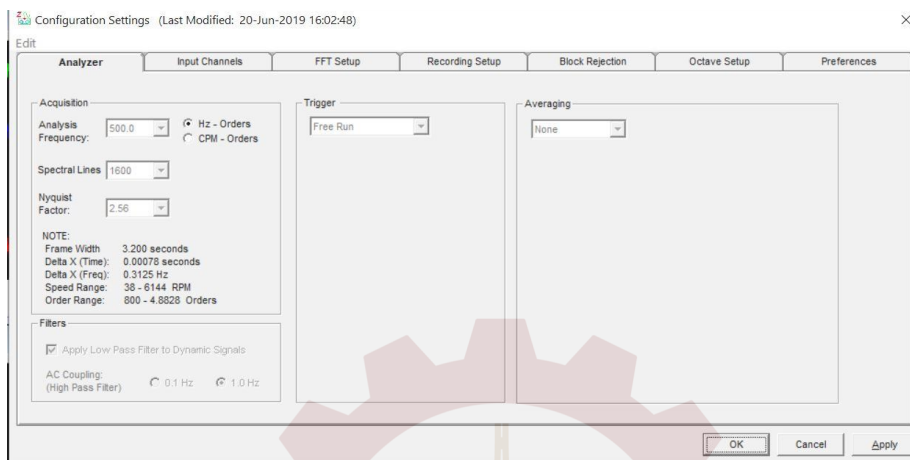 Configuration Settings (Last Modified: 20-Jun-2019 16:02:48)
Edit
Analyzer Input Channels FFT Setup Recording Setup Block Rejection Octave Setup Preferences
Acquisition
Analysis Frequency: 500.0
Hz - Orders
CPM - Orders
Spectral Lines 1600
Nyquist Factor: 2.56
NOTE:
Frame Width 3.200 seconds
Delta X (Time): 0.00078 seconds
Delta X (Freq): 0.3125 Hz
Speed Range: 38 - 6144 RPM
Order Range: 800 - 4.8828 Orders
Filters
Apply Low Pass Filter to Dynamic Signals
AC Coupling:
(High Pass Filter) 0.1 Hz 1.0 Hz
Trigger
Free Run
Averaging
None
OK Cancel Apply